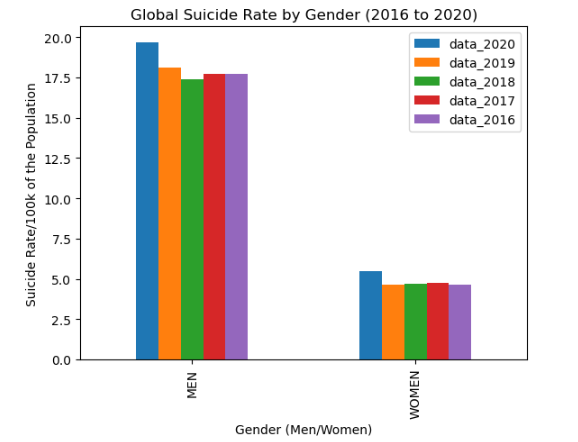 Global Suicide Rate by Gender (2016 to 2020)
Suicide Rate/100k of the Population
20.0
17.5
15.0
12.5
10.0
7.5
5.0
2.5
0.0
data_2020
data_2019
data_2018
data_2017
data_2016
MEN
WOMEN
Gender (Men/Women)